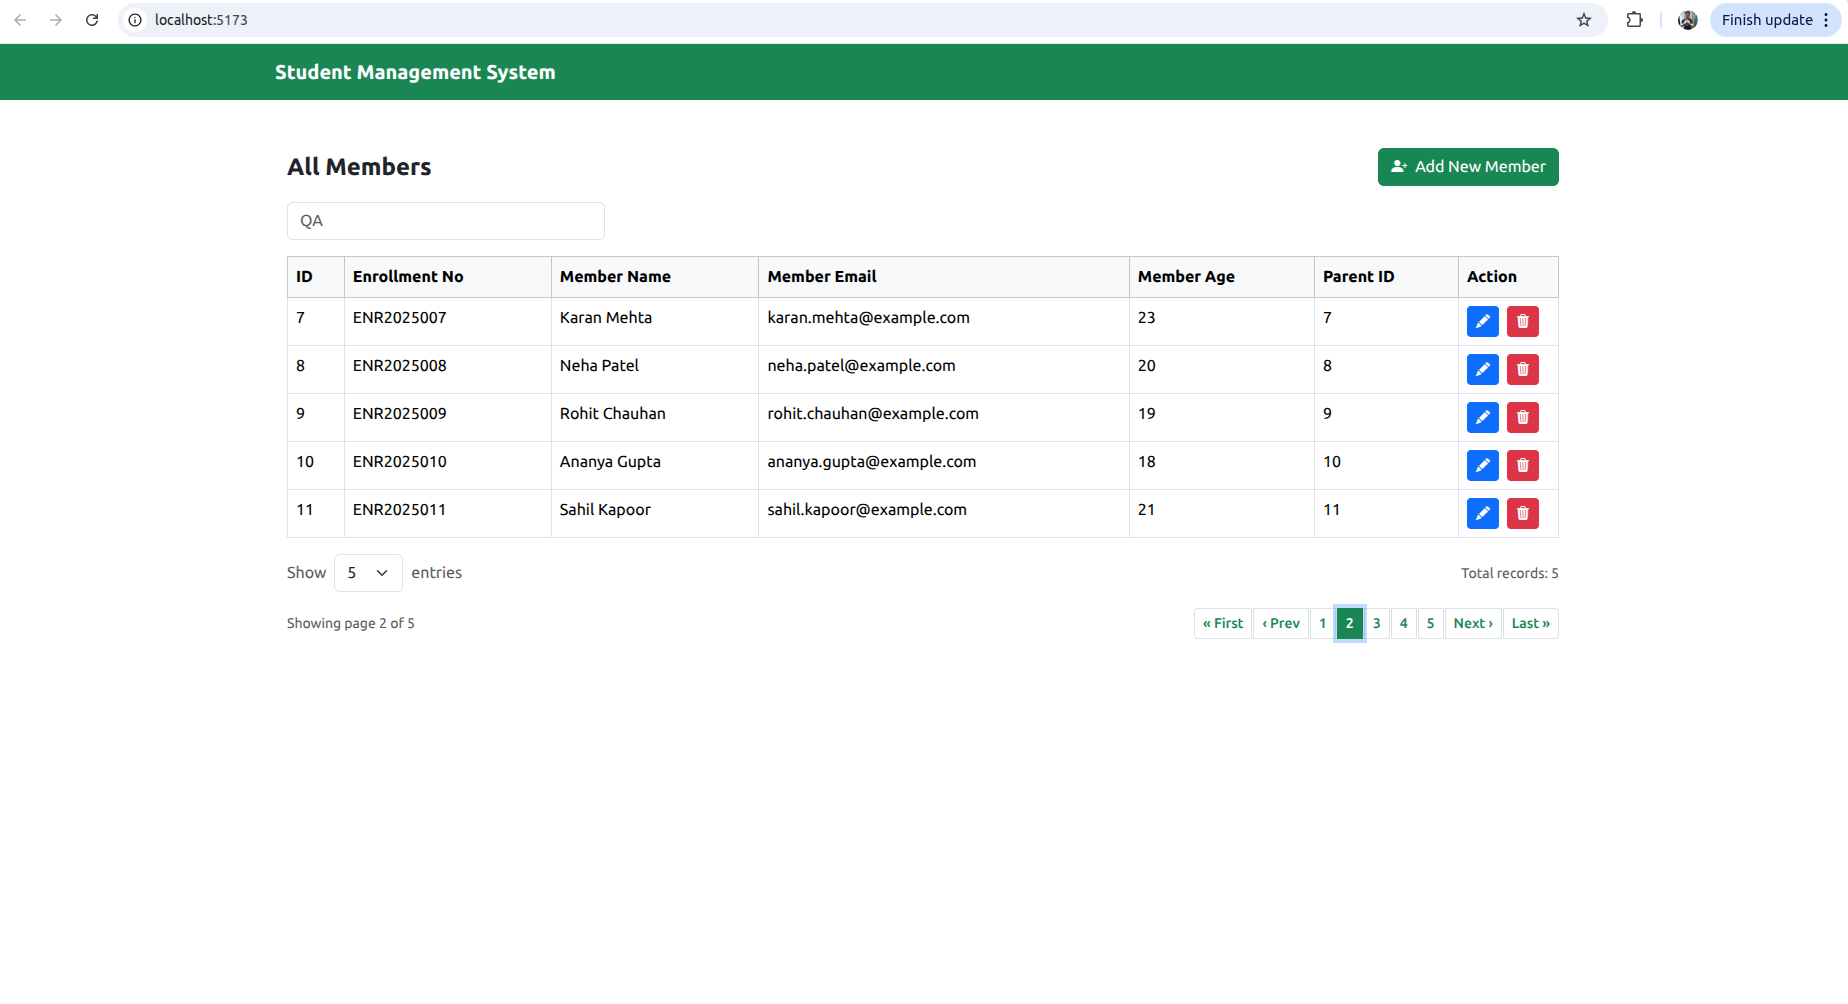 localhost:5173
Finish update
Student Management System
All Members
Add New Member
QA
ID Enrollment No Member Name Member Email Member Age Parent ID Action
7 ENR2025007 Karan Mehta karan.mehta@example.com 23 7
8 ENR2025008 Neha Patel neha.patel@example.com 20 8
9 ENR2025009 Rohit Chauhan rohit.chauhan@example.com 19 9
10 ENR2025010 Ananya Gupta ananya.gupta@example.com 18 10
11 ENR2025011 Sahil Kapoor sahil.kapoor@example.com 21 11
Show 5 entries Total records: 5
Showing page 2 of 5 « First ‹ Prev 1 2 3 4 5 Next › Last »